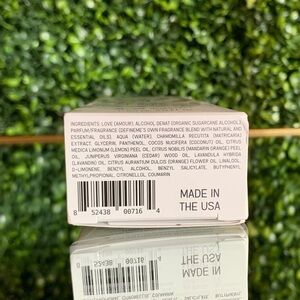 INGREDIENTS: LOVE (AMOUR), ALCOHOL DENAT (ORGANIC SUGARCANE ALCOHOL),
PARFUM/FRAGRANCE (DEFINEME'S OWN FRAGRANCE BLEND WITH NATURAL AND
ESSENTIAL OILS), AQUA (WATER), CHAMOMILLA RECUTITA (MATRICARIA)
EXTRACT, GLYCERIN, PANTHENOL, COCOS NUCIFERA (COCONUT) OIL, CITRUS
MEDICA LIMONUM (LEMON) PEEL OIL, CITRUS NOBILIS (MANDARIN ORANGE) PEEL
OIL, JUNIPERUS VIRGINIANA (CEDAR) WOOD OIL, LAVANDULA HYBRIDA
(LAVANDIN) OIL, CITRUS AURANTIUM DULCIS (ORANGE) FLOWER OIL, LINALOOL,
D-LIMONENE, BENZYL ALCOHOL, BENZYL SALICYLATE, BUTYPHENYL
METHYLPROPIONAL, CITRONELLOL, COUMARIN
8 52438 00716 4
MADE IN
THE USA